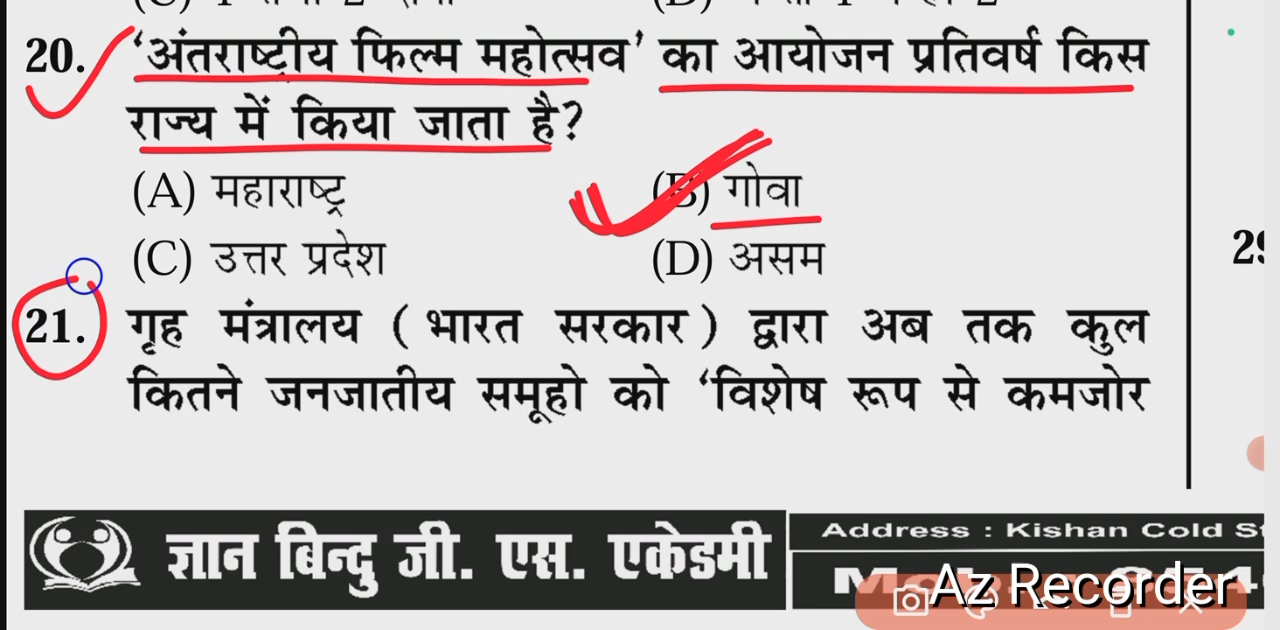 20. 'अंतराष्ट्रीय फिल्म महोत्सव' का आयोजन प्रतिवर्ष किस
राज्य में किया जाता है?
(A) महाराष्ट्र (B) गोवा
(C) उत्तर प्रदेश (D) असम
21. गृह मंत्रालय (भारत सरकार) द्वारा अब तक कुल
कितने जनजातीय समूहो को 'विशेष रूप से कमजोर
ज्ञान बिन्दु जी. एस. एकेडमी
Address : Kishan Cold
Az Recorder